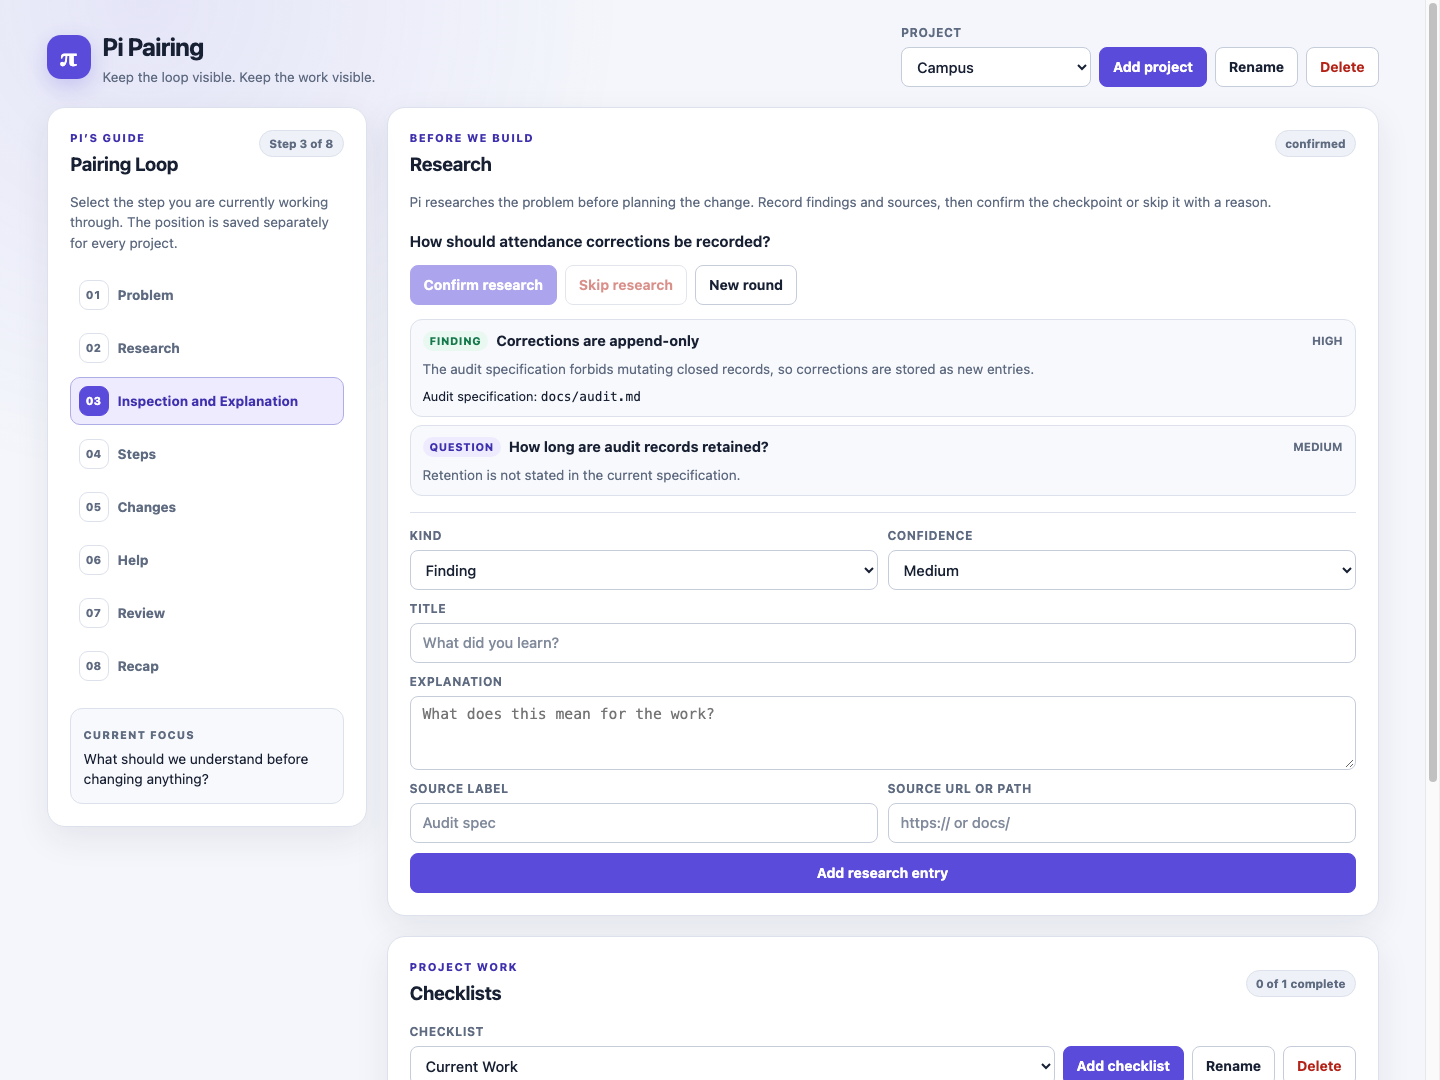 π
Pi Pairing
Keep the loop visible. Keep the work visible.
PROJECT
Campus
Add project
Rename
Delete
PI'S GUIDE
Pairing Loop
Step 3 of 8
Select the step you are currently working
through. The position is saved separately
for every project.
01 Problem
02 Research
03 Inspection and Explanation
04 Steps
05 Changes
06 Help
07 Review
08 Recap
CURRENT FOCUS
What should we understand before
changing anything?
BEFORE WE BUILD
Research
confirmed
Pi researches the problem before planning the change. Record findings and sources, then confirm the checkpoint or skip it with a reason.
How should attendance corrections be recorded?
Confirm research
Skip research
New round
FINDING Corrections are append-only HIGH
The audit specification forbids mutating closed records, so corrections are stored as new entries.
Audit specification: docs/audit.md
QUESTION How long are audit records retained? MEDIUM
Retention is not stated in the current specification.
KIND
Finding
CONFIDENCE
Medium
TITLE
What did you learn?
EXPLANATION
What does this mean for the work?
SOURCE LABEL
Audit spec
SOURCE URL OR PATH
https:// or docs/
Add research entry
PROJECT WORK
Checklists
0 of 1 complete
CHECKLIST
Current Work
Add checklist
Rename
Delete